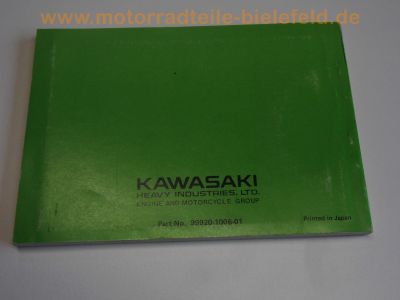 www.motorradteile-bielefeld.de
KAWASAKI
HEAVY INDUSTRIES, LTD.
ENGINE AND MOTORCYCLE GROUP
Part No. 99920-1006-01
Printed in Japan